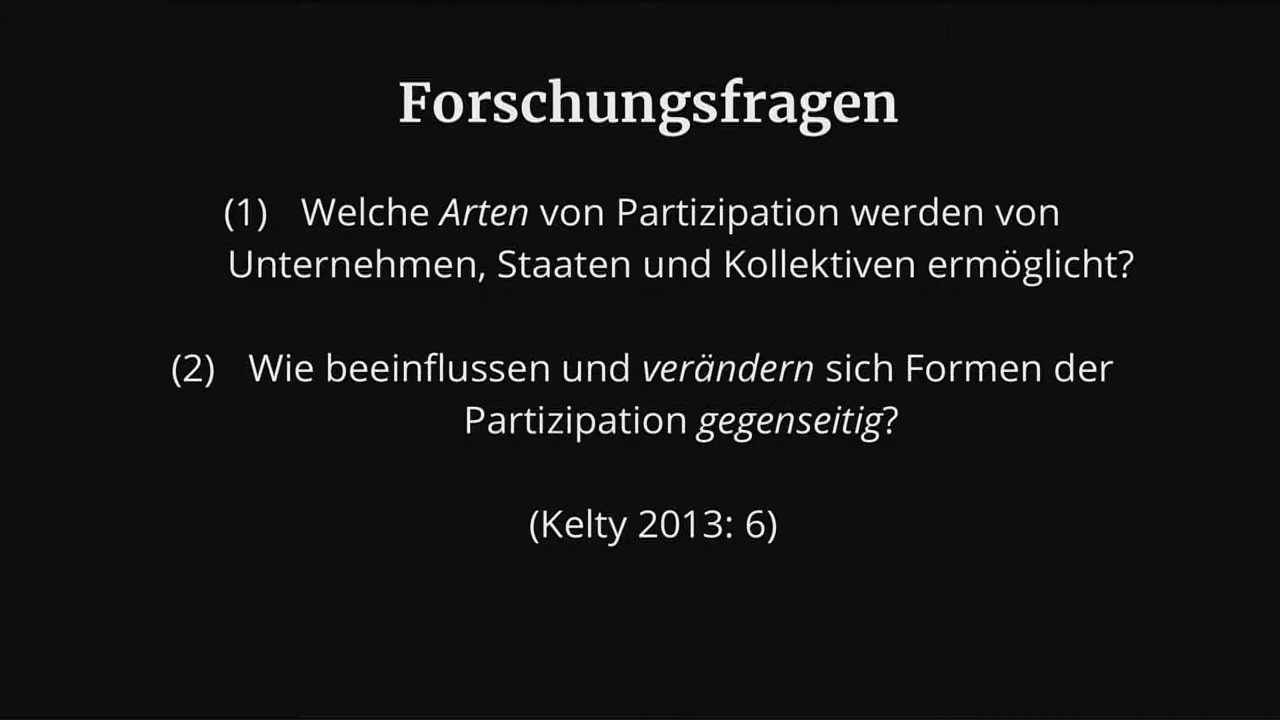 Forschungsfragen
(1) Welche Arten von Partizipation werden von
Unternehmen, Staaten und Kollektiven ermöglicht?
(2) Wie beeinflussen und verändern sich Formen der
Partizipation gegenseitig?
(Kelty 2013: 6)